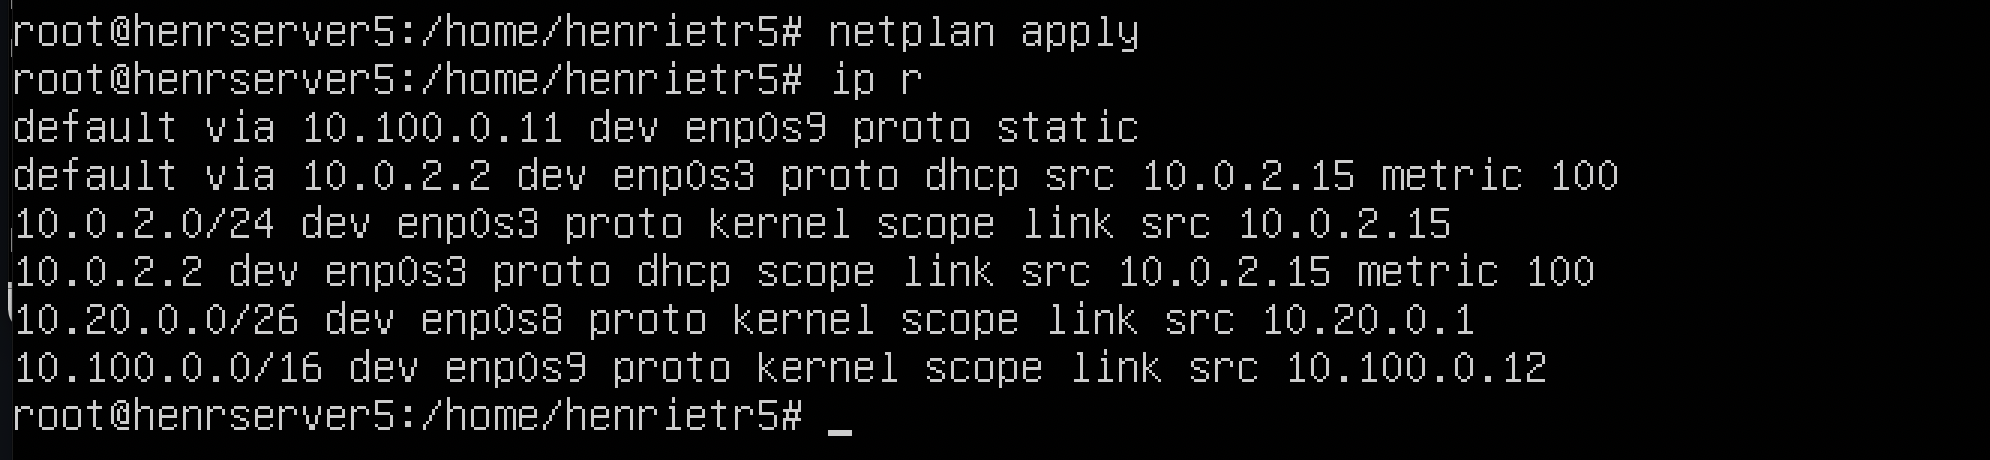 root@henrserver5:/home/henrietr5# netplan apply
root@henrserver5:/home/henrietr5# ip r
default via 10.100.0.11 dev enp0s9 proto static
default via 10.0.2.2 dev enp0s3 proto dhcp src 10.0.2.15 metric 100
10.0.2.0/24 dev enp0s3 proto kernel scope link src 10.0.2.15
10.0.2.2 dev enp0s3 proto dhcp scope link src 10.0.2.15 metric 100
10.20.0.0/26 dev enp0s8 proto kernel scope link src 10.20.0.1
10.100.0.0/16 dev enp0s9 proto kernel scope link src 10.100.0.12
root@henrserver5:/home/henrietr5# _